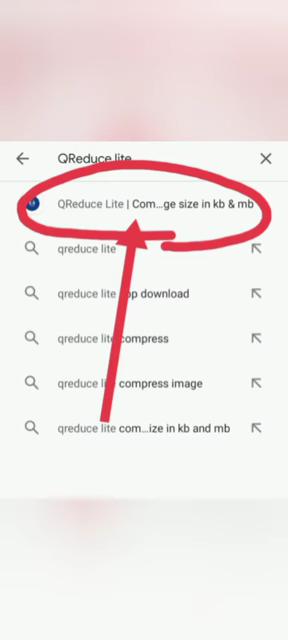 QReduce lite
QReduce Lite | Com...ge size in kb & mb
qreduce lite
qreduce lite app download
qreduce lite compress
qreduce lite compress image
qreduce lite com...ize in kb and mb